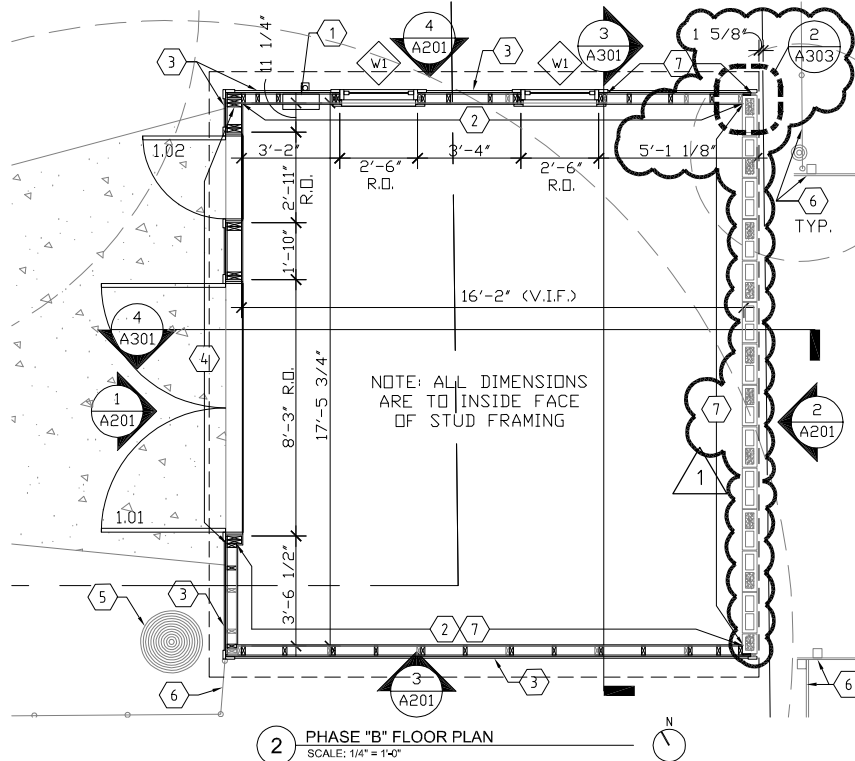 4
A201
3
A301
1 5/8"
2
A303
1
3
11 1/4"
W1
3
W1
7
3
2
1.02
3'-2"
2'-6"
R.O.
3'-4"
2'-6"
R.O.
5'-1 1/8"
6
TYP.
2'-11"
R.O.
1'-10"
16'-2" (V.I.F.)
4
A301
4
1
A201
8'-3" R.O.
17'-5 3/4"
NOTE: ALL DIMENSIONS
ARE TO INSIDE FACE
OF STUD FRAMING
7
2
A201
1
1.01
3'-6 1/2"
5
3
2
7
6
3
A201
3
6
2
PHASE "B" FLOOR PLAN
SCALE: 1/4" = 1'-0"
N